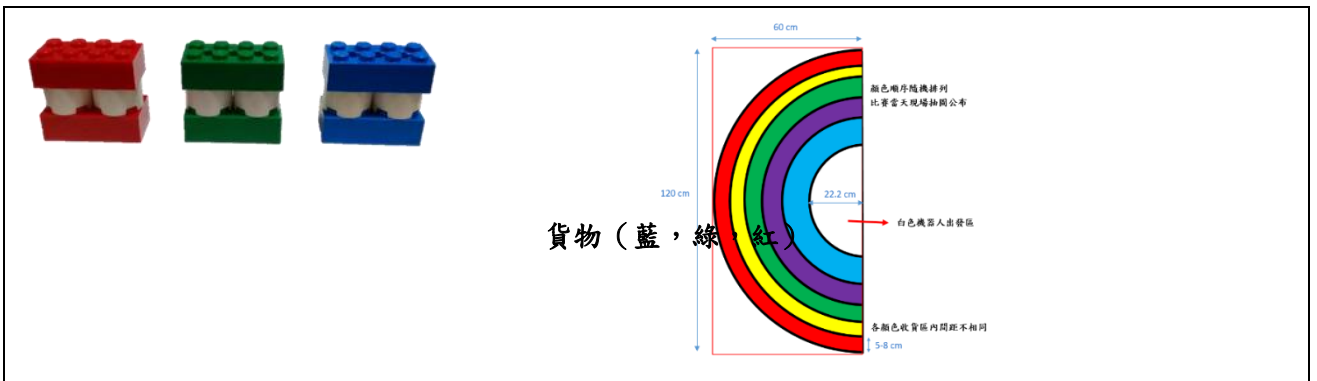 60 cm
顏色順序隨機排列
比賽當天現場抽籤公布
120 cm
22.2 cm
白色機器人出發區
貨物（藍，綠，紅）
各顏色收貨區內間距不相同
5-8 cm